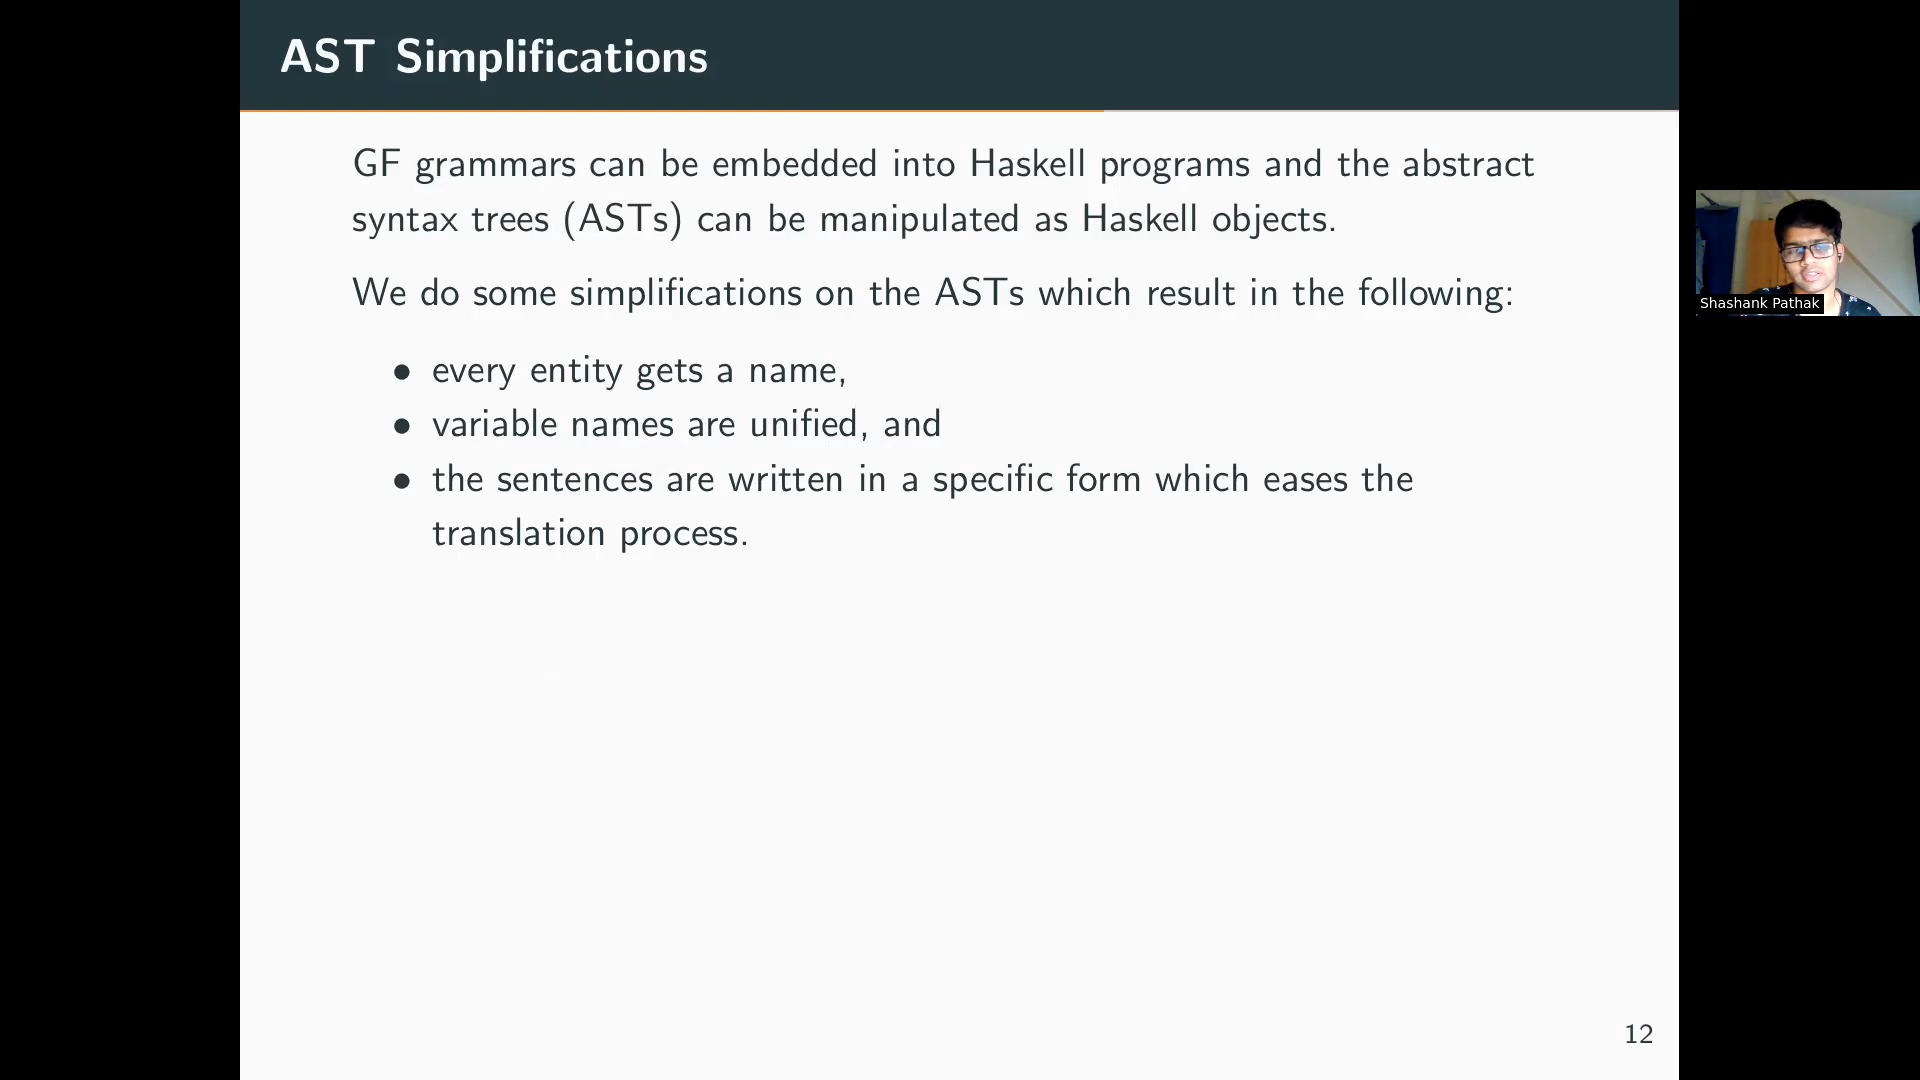 AST Simplifications
GF grammars can be embedded into Haskell programs and the abstract
syntax trees (ASTs) can be manipulated as Haskell objects.
We do some simplifications on the ASTs which result in the following:
• every entity gets a name,
• variable names are unified, and
• the sentences are written in a specific form which eases the
translation process.
Shashank Pathak
12